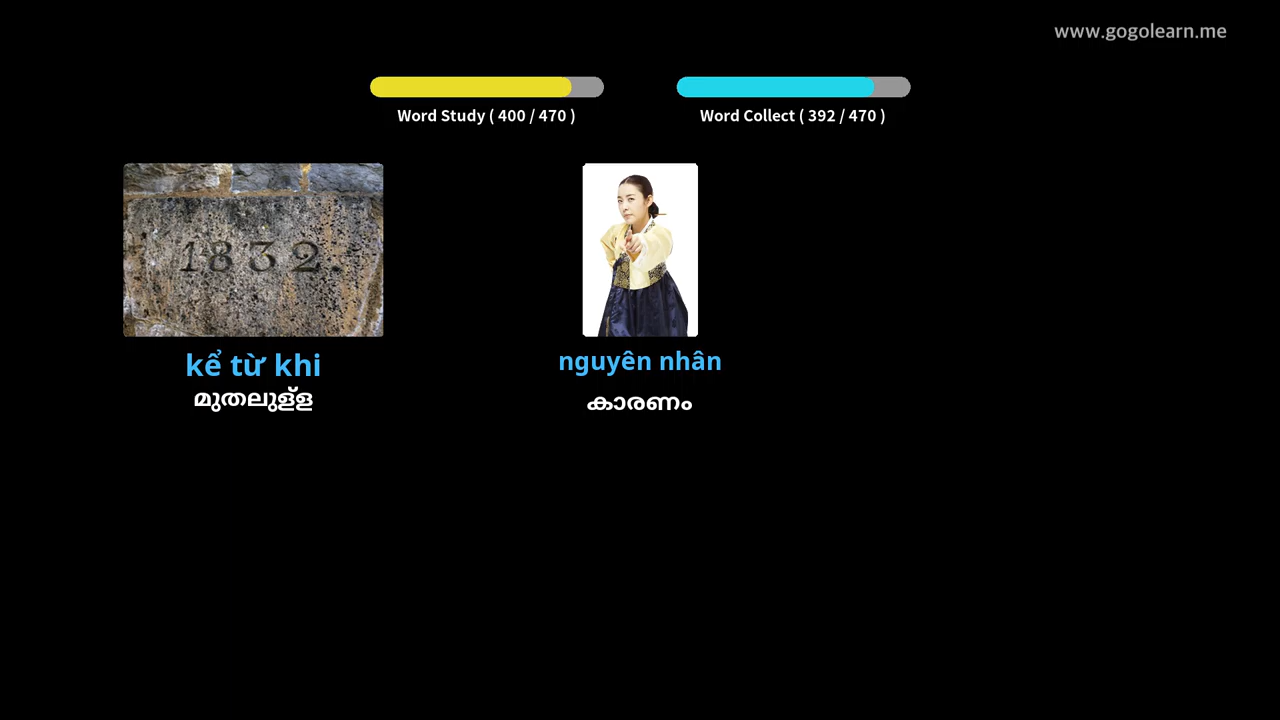 www.gogolearn.me
Word Study ( 400 / 470 )
Word Collect ( 392 / 470 )
1832.
kể từ khi
മുതലുള്ള
nguyên nhân
കാരണം